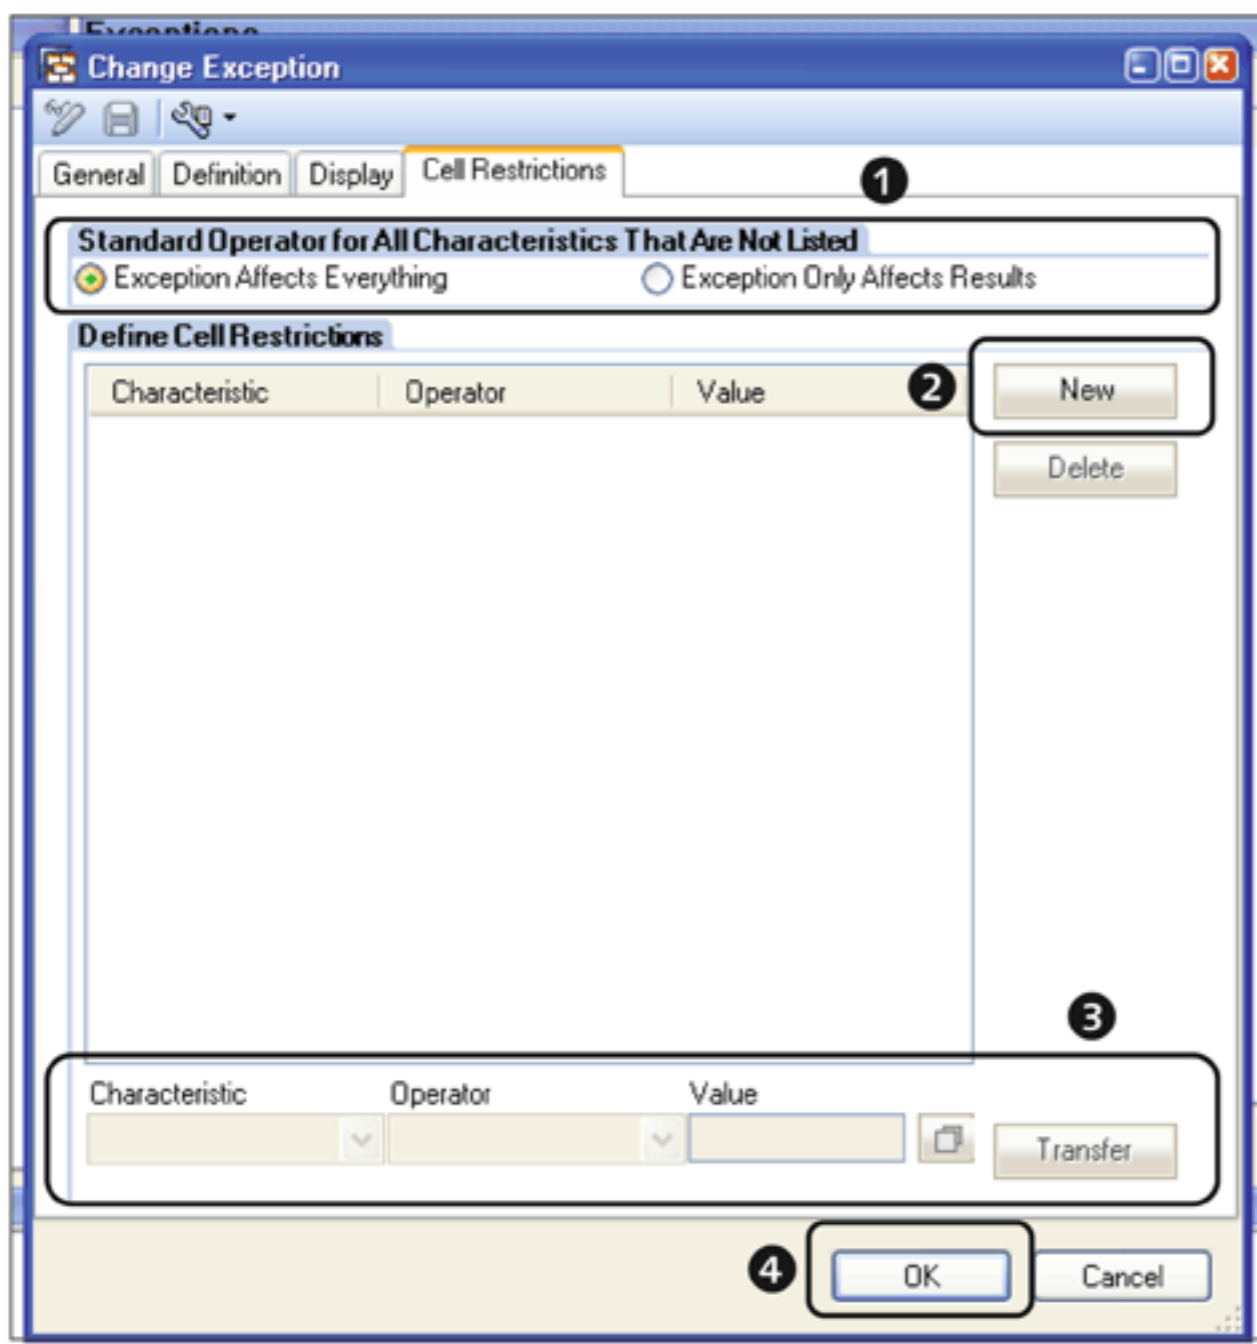 Exceptions
Change Exception
General Definition Display Cell Restrictions
1
Standard Operator for All Characteristics That Are Not Listed
Exception Affects Everything Exception Only Affects Results
Define Cell Restrictions
Characteristic Operator Value 2 New
Delete
3
Characteristic Operator Value
Transfer
4 OK Cancel